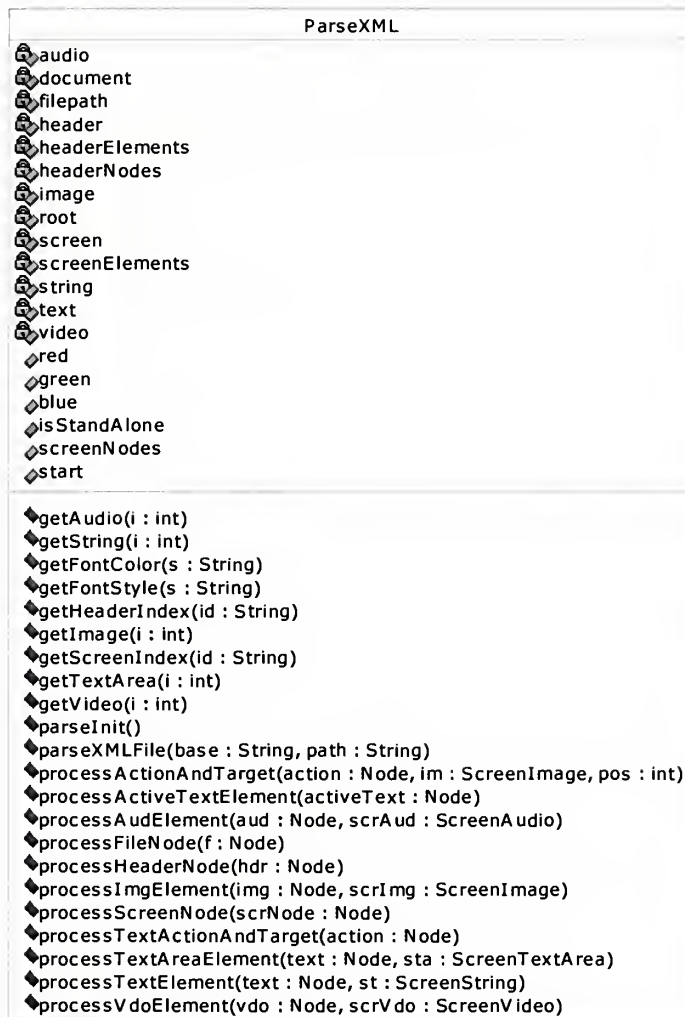 ParseXML
audio
document
filepath
header
headerElements
headerNodes
image
root
screen
screenElements
string
text
video
red
green
blue
isStandAlone
screenNodes
start
getAudio(i : int)
getString(i : int)
getFontColor(s : String)
getFontStyle(s : String)
getHeaderIndex(id : String)
getImage(i : int)
getScreenIndex(id : String)
getTextArea(i : int)
getVideo(i : int)
parseInit()
parseXMLFile(base : String, path : String)
processActionAndTarget(action : Node, im : ScreenImage, pos : int)
processActiveTextElement(activeText : Node)
processAudElement(aud : Node, scrAud : ScreenAudio)
processFileNode(f : Node)
processHeaderNode(hdr : Node)
processImgElement(img : Node, scrImg : ScreenImage)
processScreenNode(scrNode : Node)
processTextActionAndTarget(action : Node)
processTextAreaElement(text : Node, sta : ScreenTextArea)
processTextElement(text : Node, st : ScreenString)
processVdoElement(vdo : Node, scrVdo : ScreenVideo)